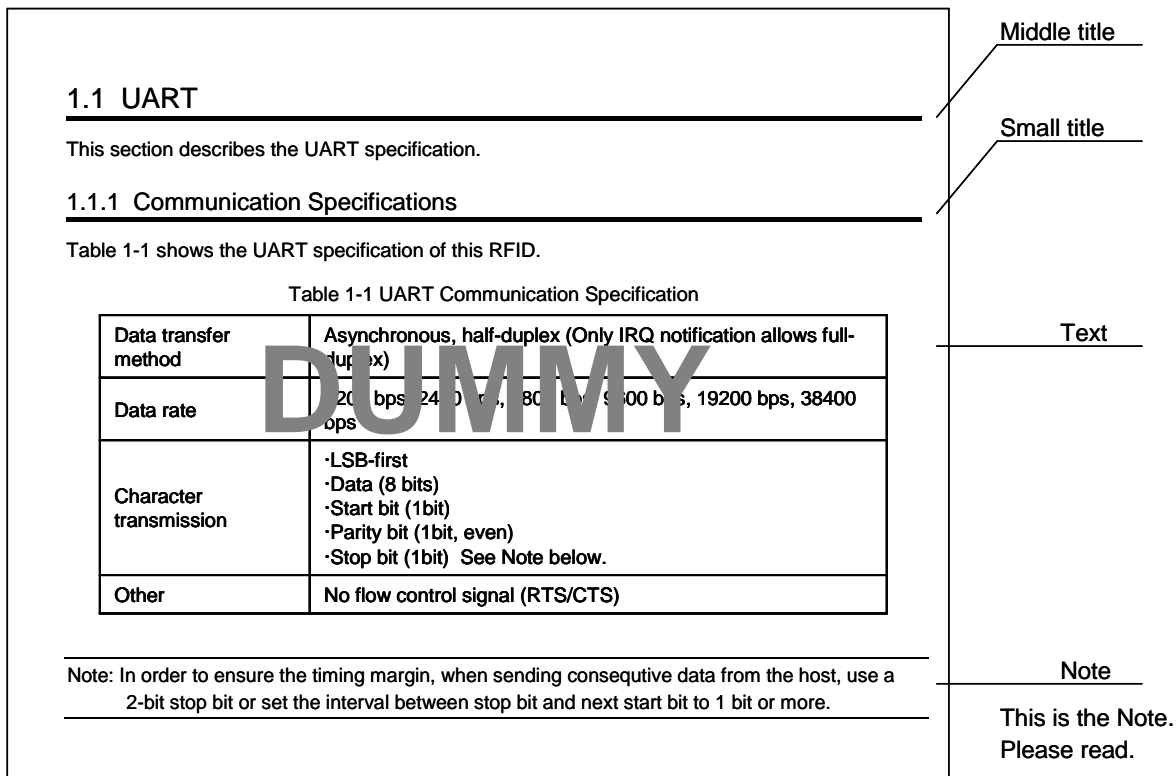 Middle title
1.1 UART
Small title
This section describes the UART specification.
1.1.1 Communication Specifications
Table 1-1 shows the UART specification of this RFID.
Table 1-1 UART Communication Specification
Data transfer
method
Asynchronous, half-duplex (Only IRQ notification allows full-
duplex)
Text
DUMMY
Data rate
bps, bps, bps, 9600 bps, 19200 bps, 38400
bps
Character
transmission
·LSB-first
·Data (8 bits)
·Start bit (1bit)
·Parity bit (1bit, even)
·Stop bit (1bit) See Note below.
Other
No flow control signal (RTS/CTS)
Note: In order to ensure the timing margin, when sending consequtive data from the host, use a
2-bit stop bit or set the interval between stop bit and next start bit to 1 bit or more.
Note
This is the Note.
Please read.